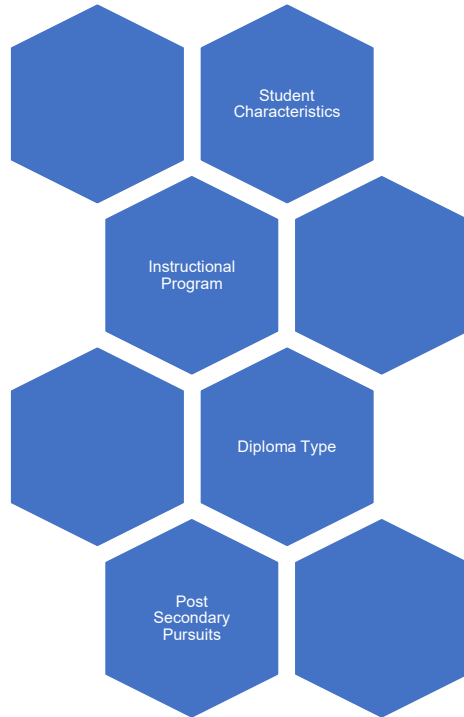 Student
Characteristics
Instructional
Program
Diploma Type
Post
Secondary
Pursuits